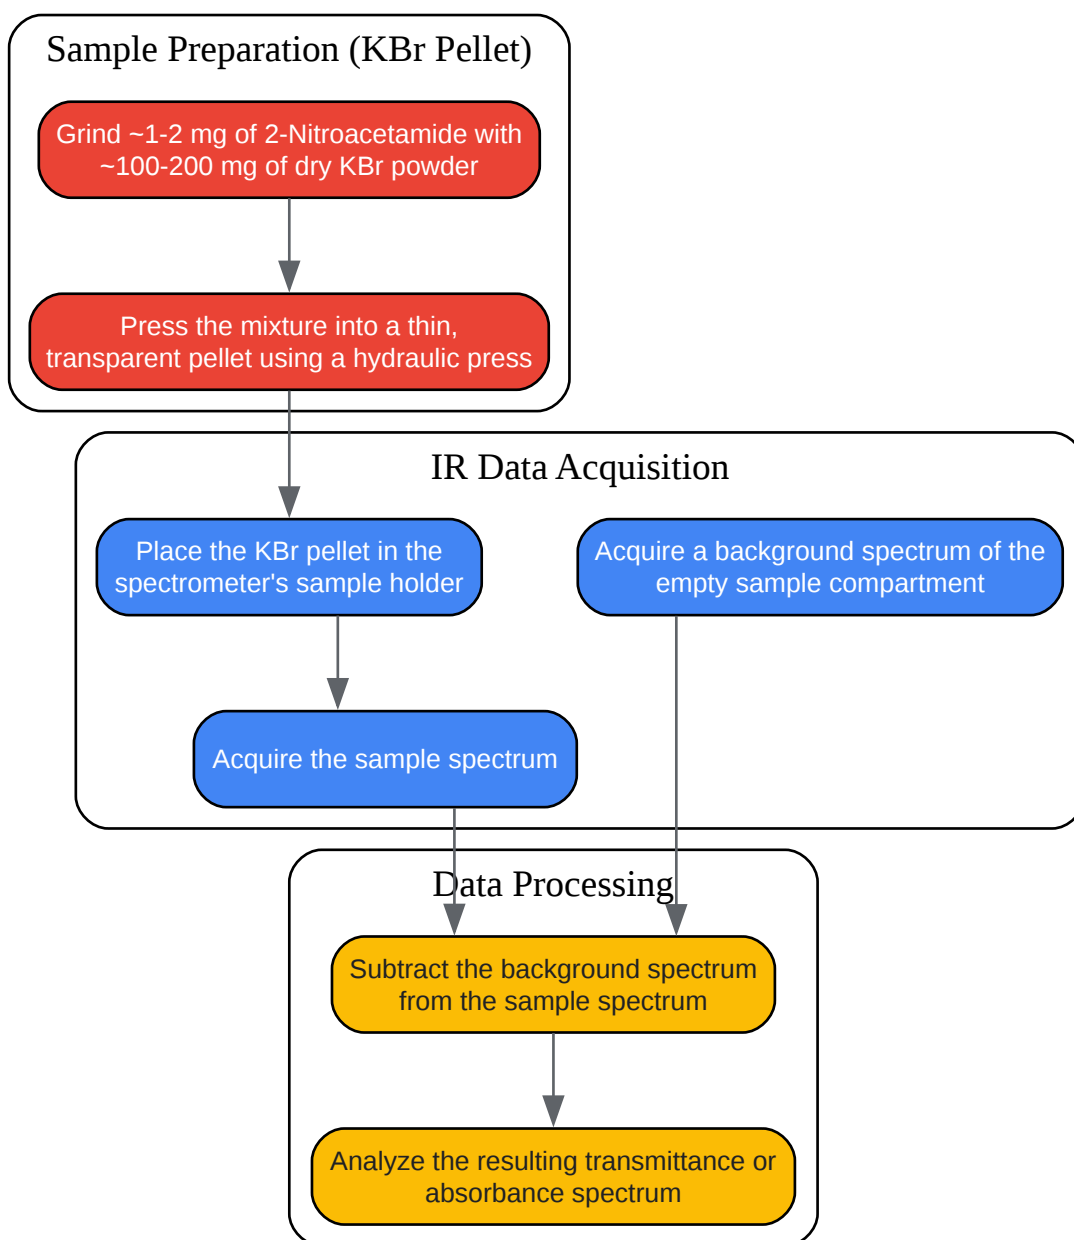 Sample Preparation (KBr Pellet)
Grind ~1-2 mg of 2-Nitroacetamide with
~100-200 mg of dry KBr powder
Press the mixture into a thin,
transparent pellet using a hydraulic press
IR Data Acquisition
Place the KBr pellet in the
spectrometer's sample holder
Acquire a background spectrum of the
empty sample compartment
Acquire the sample spectrum
Data Processing
Subtract the background spectrum
from the sample spectrum
Analyze the resulting transmittance or
absorbance spectrum